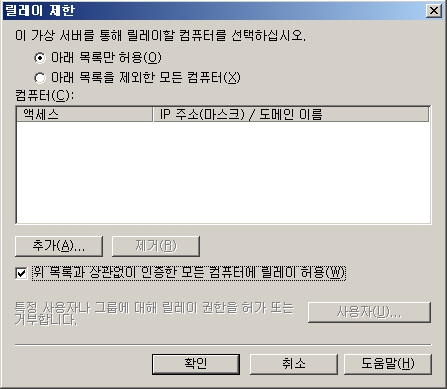 릴레이 제한
이 가상 서버를 통해 릴레이할 컴퓨터를 선택하십시오.
아래 목록만 허용(O)
아래 목록을 제외한 모든 컴퓨터(X)
컴퓨터(C):
액세스 IP 주소(마스크) / 도메인 이름
추가(A)... 제거(R)
위 목록과 상관없이 인증한 모든 컴퓨터에 릴레이 허용(W)
특정 사용자나 그룹에 대해 릴레이 권한을 허가 또는
거부합니다.
사용자(U)...
확인 취소 도움말(H)